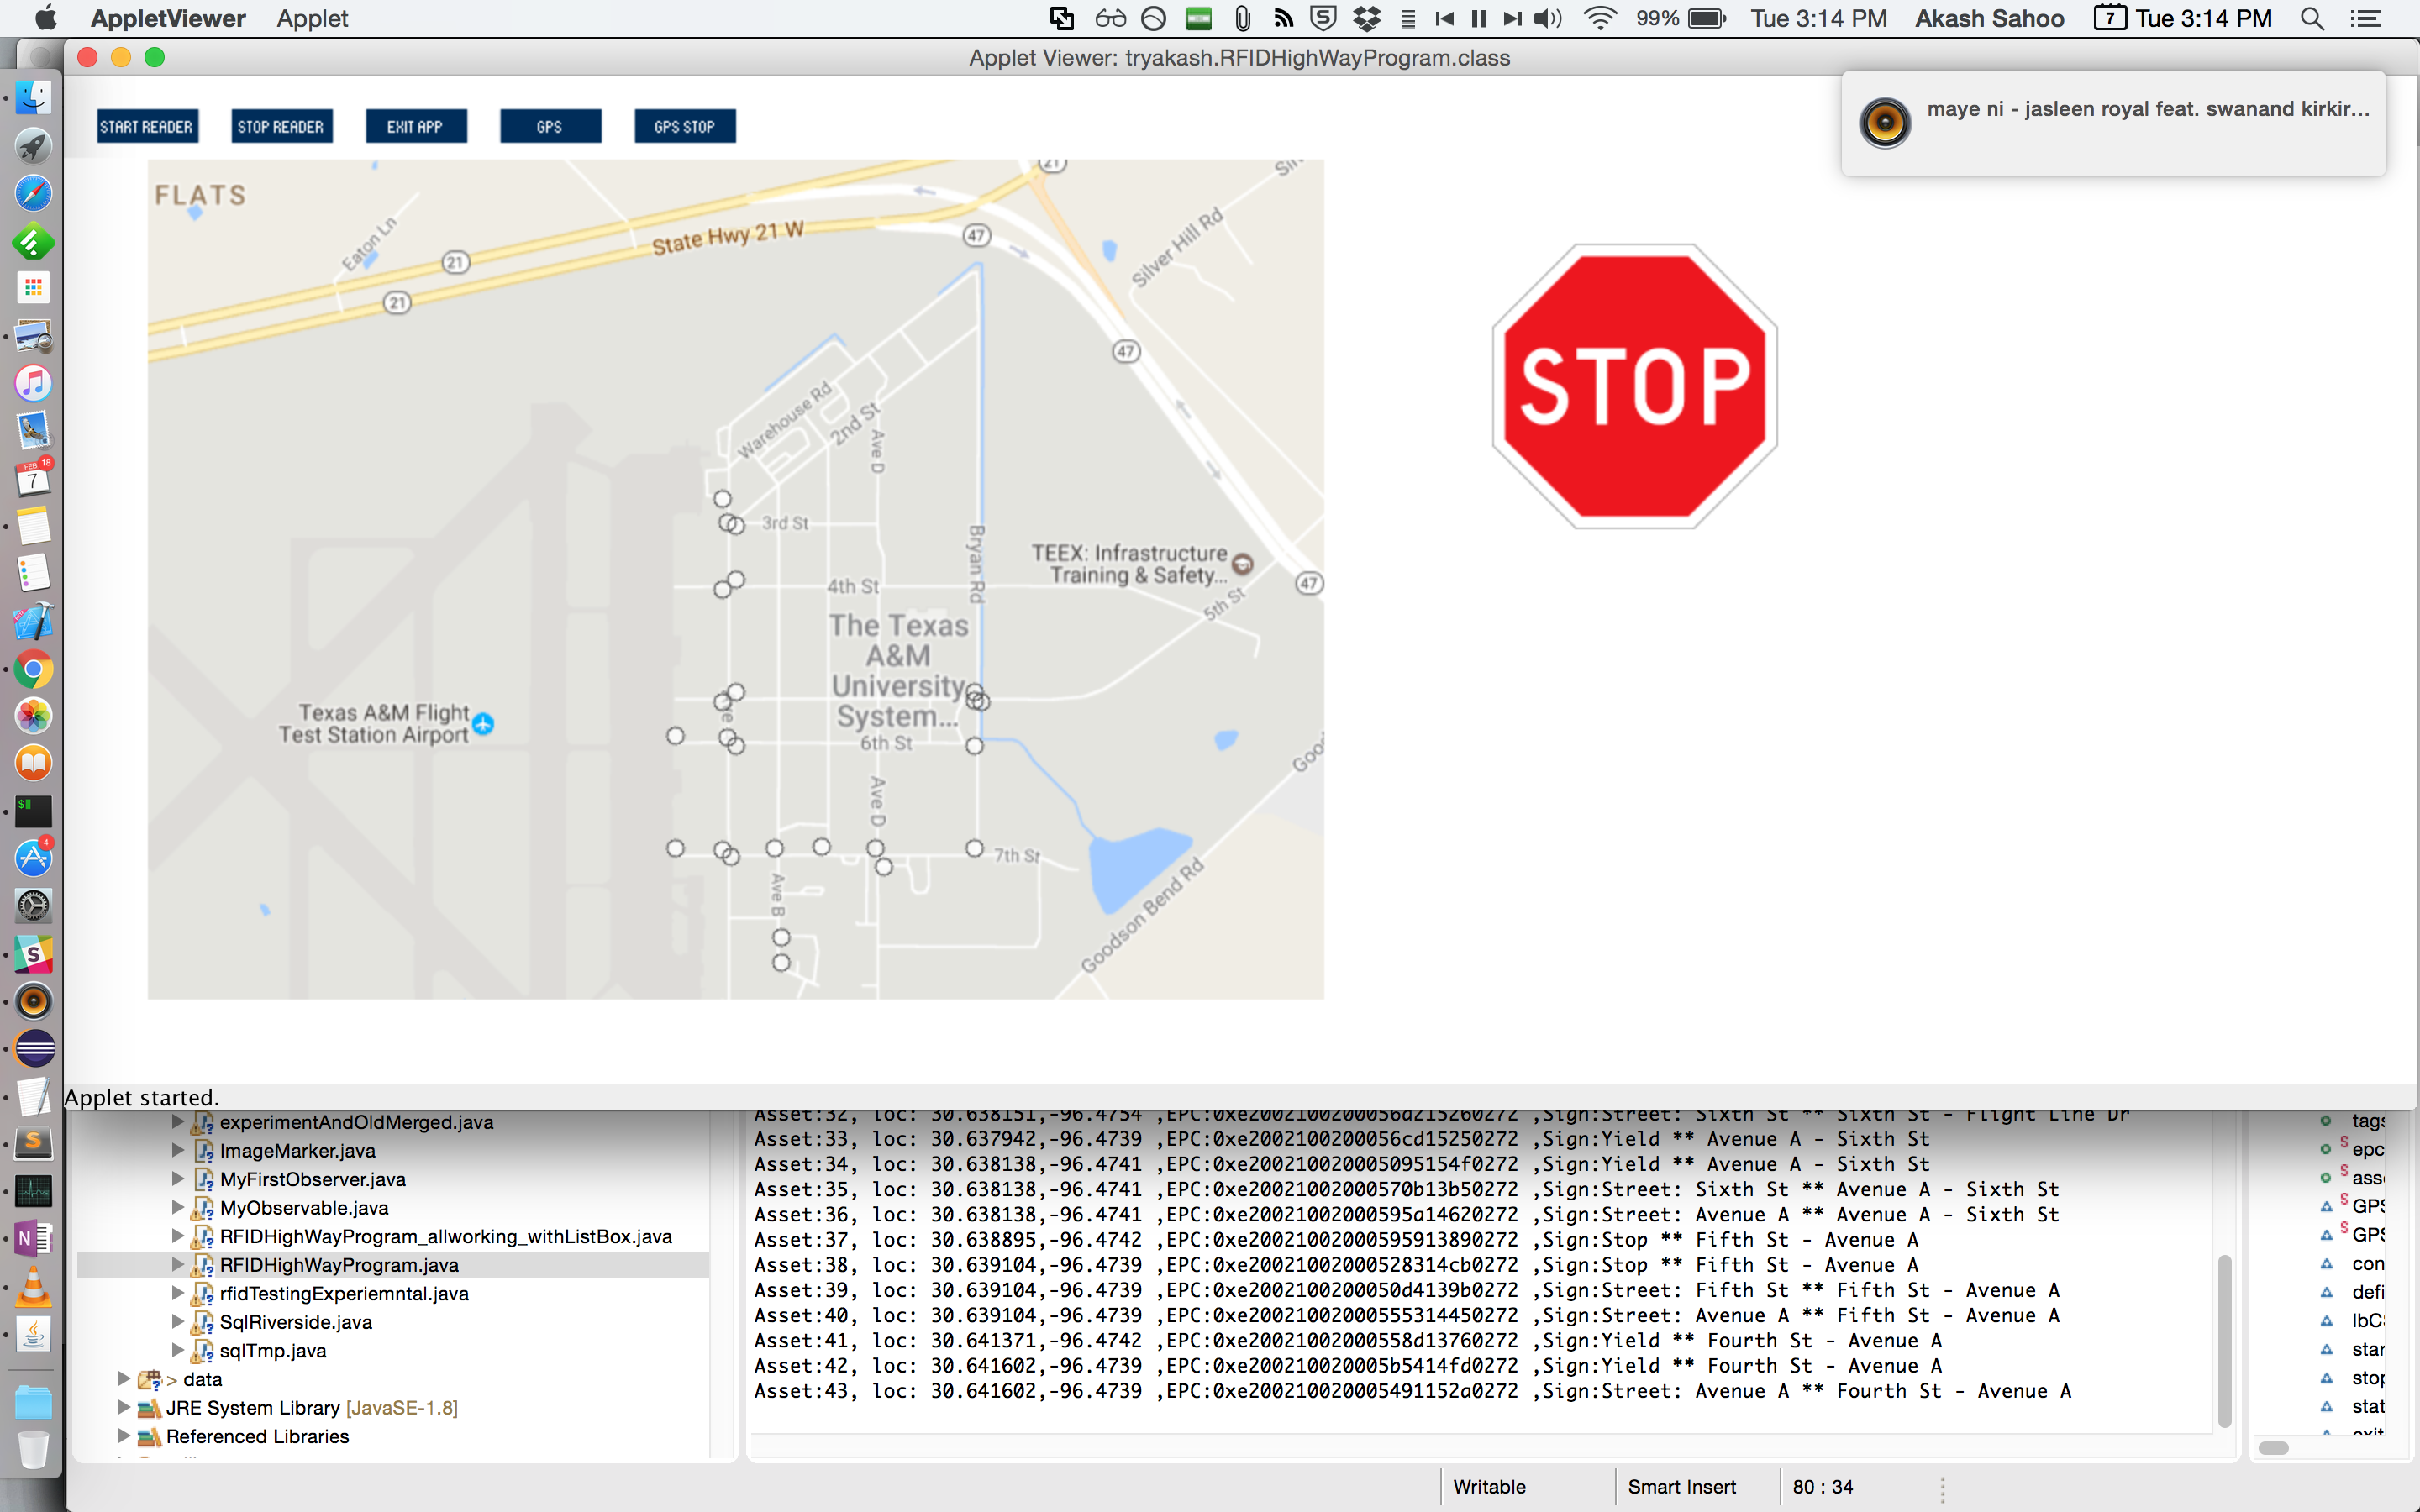 AppletViewer Applet 99% Tue 3:14 PM Akash Sahoo 7 Tue 3:14 PM
Applet Viewer: tryakash.RFIDHighWayProgram.class
maye ni - jasleen royal feat. swanand kirkir...
START READER STOP READER EXIT APP GPS GPS STOP
FLATS
Eaton Ln
State Hwy 21 W
21
21
21
47
Silver Hill Rd
47
STOP
Warehouse Rd
2nd St
Ave D
3rd St
Bryan Rd
TEEX: Infrastructure
Training & Safety...
47
4th St
5th St
The Texas
A&M
University
System...
Texas A&M Flight
Test Station Airport
6th St
Ave D
7th St
Ave B
Goodson Bend Rd
FEB 18
7
4
Applet started.
experimentAndOldMerged.java
ImageMarker.java
MyFirstObserver.java
MyObservable.java
RFIDHighWayProgram_allworking_withListBox.java
RFIDHighWayProgram.java
rfidTestingExperiemntal.java
SqlRiverside.java
sqlTmp.java
> data
JRE System Library [JavaSE-1.8]
Referenced Libraries
Asset:32, loc: 30.638151,-96.4754 ,EPC:0xe2002100200056d215260272 ,Sign:Street: Sixth St ** Sixth St - Flight Line Dr
Asset:33, loc: 30.637942,-96.4739 ,EPC:0xe2002100200056cd15250272 ,Sign:Yield ** Avenue A - Sixth St
Asset:34, loc: 30.638138,-96.4741 ,EPC:0xe200210020005095154f0272 ,Sign:Yield ** Avenue A - Sixth St
Asset:35, loc: 30.638138,-96.4741 ,EPC:0xe20021002000570b13b50272 ,Sign:Street: Sixth St ** Avenue A - Sixth St
Asset:36, loc: 30.638138,-96.4741 ,EPC:0xe20021002000595a14620272 ,Sign:Street: Avenue A ** Avenue A - Sixth St
Asset:37, loc: 30.638895,-96.4742 ,EPC:0xe20021002000595913890272 ,Sign:Stop ** Fifth St - Avenue A
Asset:38, loc: 30.639104,-96.4739 ,EPC:0xe20021002000528314cb0272 ,Sign:Stop ** Fifth St - Avenue A
Asset:39, loc: 30.639104,-96.4739 ,EPC:0xe2002100200050d4139b0272 ,Sign:Street: Fifth St ** Fifth St - Avenue A
Asset:40, loc: 30.639104,-96.4739 ,EPC:0xe20021002000555314450272 ,Sign:Street: Avenue A ** Fifth St - Avenue A
Asset:41, loc: 30.641371,-96.4742 ,EPC:0xe20021002000558d13760272 ,Sign:Yield ** Fourth St - Avenue A
Asset:42, loc: 30.641602,-96.4739 ,EPC:0xe200210020005b5414fd0272 ,Sign:Yield ** Fourth St - Avenue A
Asset:43, loc: 30.641602,-96.4739 ,EPC:0xe200210020005491152a0272 ,Sign:Street: Avenue A ** Fourth St - Avenue A
tags
epc
ass
GPS
GPS
con
defi
lbC
star
stop
stat
Writable Smart Insert 80 : 34